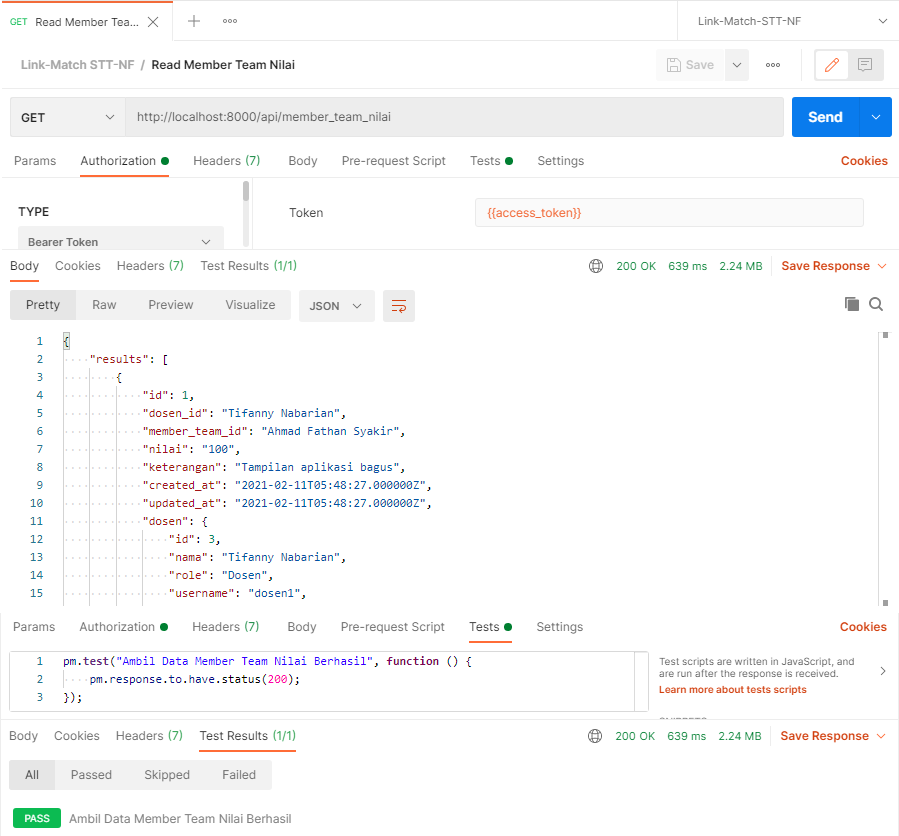 GET Read Member Tea... Link-Match-STT-NF
Link-Match STT-NF / Read Member Team Nilai Save
GET http://localhost:8000/api/member_team_nilai Send
Params Authorization Headers (7) Body Pre-request Script Tests Settings Cookies
TYPE Token {{access_token}}
Bearer Token
Body Cookies Headers (7) Test Results (1/1) 200 OK 639 ms 2.24 MB Save Response
Pretty Raw Preview Visualize JSON
1 {
2 "results": [
3 {
4 "id": 1,
5 "dosen_id": "Tifanny Nabarian",
6 "member_team_id": "Ahmad Fathan Syakir",
7 "nilai": "100",
8 "keterangan": "Tampilan aplikasi bagus",
9 "created_at": "2021-02-11T05:48:27.000000Z",
10 "updated_at": "2021-02-11T05:48:27.000000Z",
11 "dosen": {
12 "id": 3,
13 "nama": "Tifanny Nabarian",
14 "role": "Dosen",
15 "username": "dosen1",
Params Authorization Headers (7) Body Pre-request Script Tests Settings Cookies
1 pm.test("Ambil Data Member Team Nilai Berhasil", function () {
2 pm.response.to.have.status(200);
3 });
Test scripts are written in JavaScript, and
are run after the response is received.
Learn more about tests scripts
Body Cookies Headers (7) Test Results (1/1) 200 OK 639 ms 2.24 MB Save Response
All Passed Skipped Failed
PASS Ambil Data Member Team Nilai Berhasil